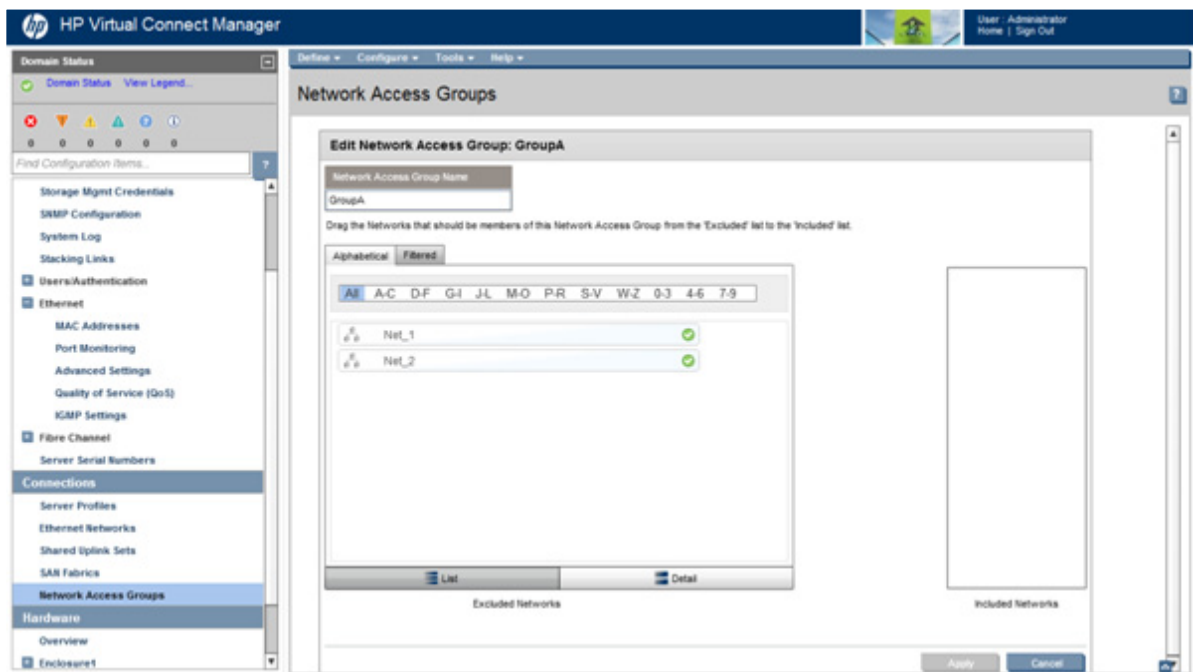 hp HP Virtual Connect Manager
User : Administrator
Home | Sign Out
Domain Status
Domain Status View Legend...
0 0 0 0 0 0
Find Configuration Items... ?
Storage Mgmt Credentials
SNMP Configuration
System Log
Stacking Links
Users/Authentication
Ethernet
MAC Addresses
Port Monitoring
Advanced Settings
Quality of Service (QoS)
IGMP Settings
Fibre Channel
Server Serial Numbers
Connections
Server Profiles
Ethernet Networks
Shared Uplink Sets
SAN Fabrics
Network Access Groups
Hardware
Overview
Enclosure1
Define Configure Tools Help
Network Access Groups ?
Edit Network Access Group: GroupA
Network Access Group Name
GroupA
Drag the Networks that should be members of this Network Access Group from the 'Excluded' list to the 'Included' list.
Alphabetical Filtered
All A-C D-F G-I J-L M-O P-R S-V W-Z 0-3 4-6 7-9
Net_1
Net_2
List Detail
Excluded Networks
Included Networks
Apply Cancel